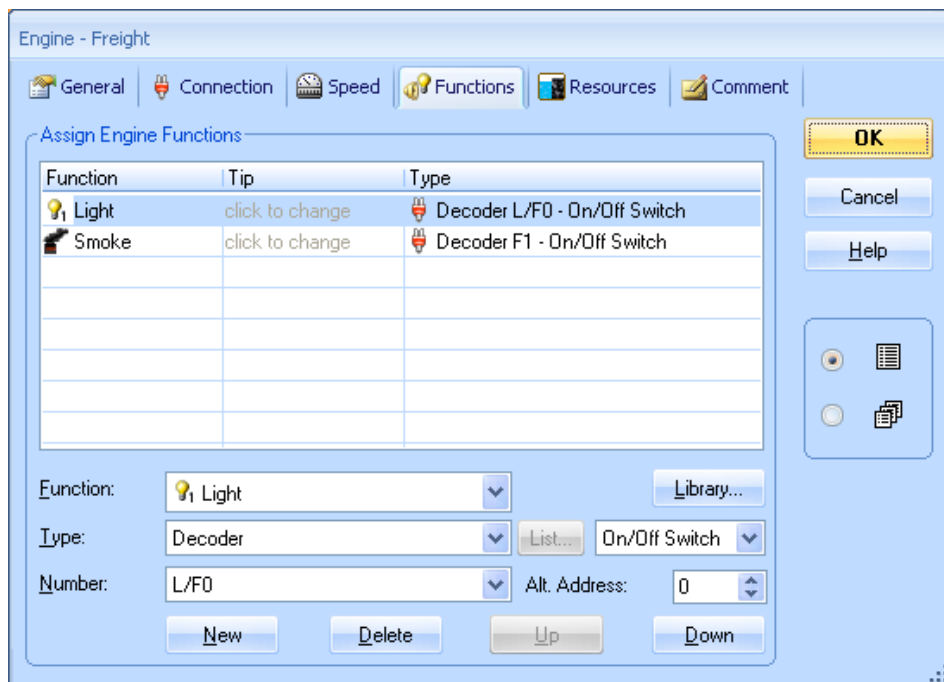 Engine - Freight
General Connection Speed Functions Resources Comment
Assign Engine Functions
OK
Function Tip Type
Cancel
1 Light click to change Decoder L/F0 - On/Off Switch
Smoke click to change Decoder F1 - On/Off Switch
Help
Function: 1 Light Library...
Type: Decoder List... On/Off Switch
Number: L/F0 Alt. Address: 0
New Delete Up Down